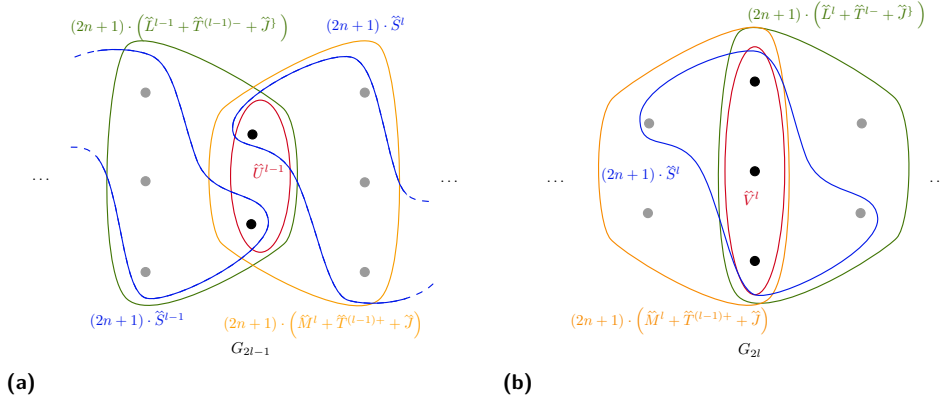 (2n + 1) · (L̂̂^{l−1} + T̂̂^{(l−1)−} + Ĵ̂^}) (2n + 1) · Ŝ̂^l
Û̂^{l−1}
... ...
(2n + 1) · Ŝ̂^{l−1} (2n + 1) · (M̂̂^l + T̂̂^{(l−1)+} + Ĵ̂)
G_{2l−1}
(a)
(2n + 1) · (L̂̂^l + T̂̂^{l−} + Ĵ̂^})
(2n + 1) · Ŝ̂^l
... ..
V̂̂^l
(2n + 1) · (M̂̂^l + T̂̂^{(l−1)+} + Ĵ̂)
G_{2l}
(b)